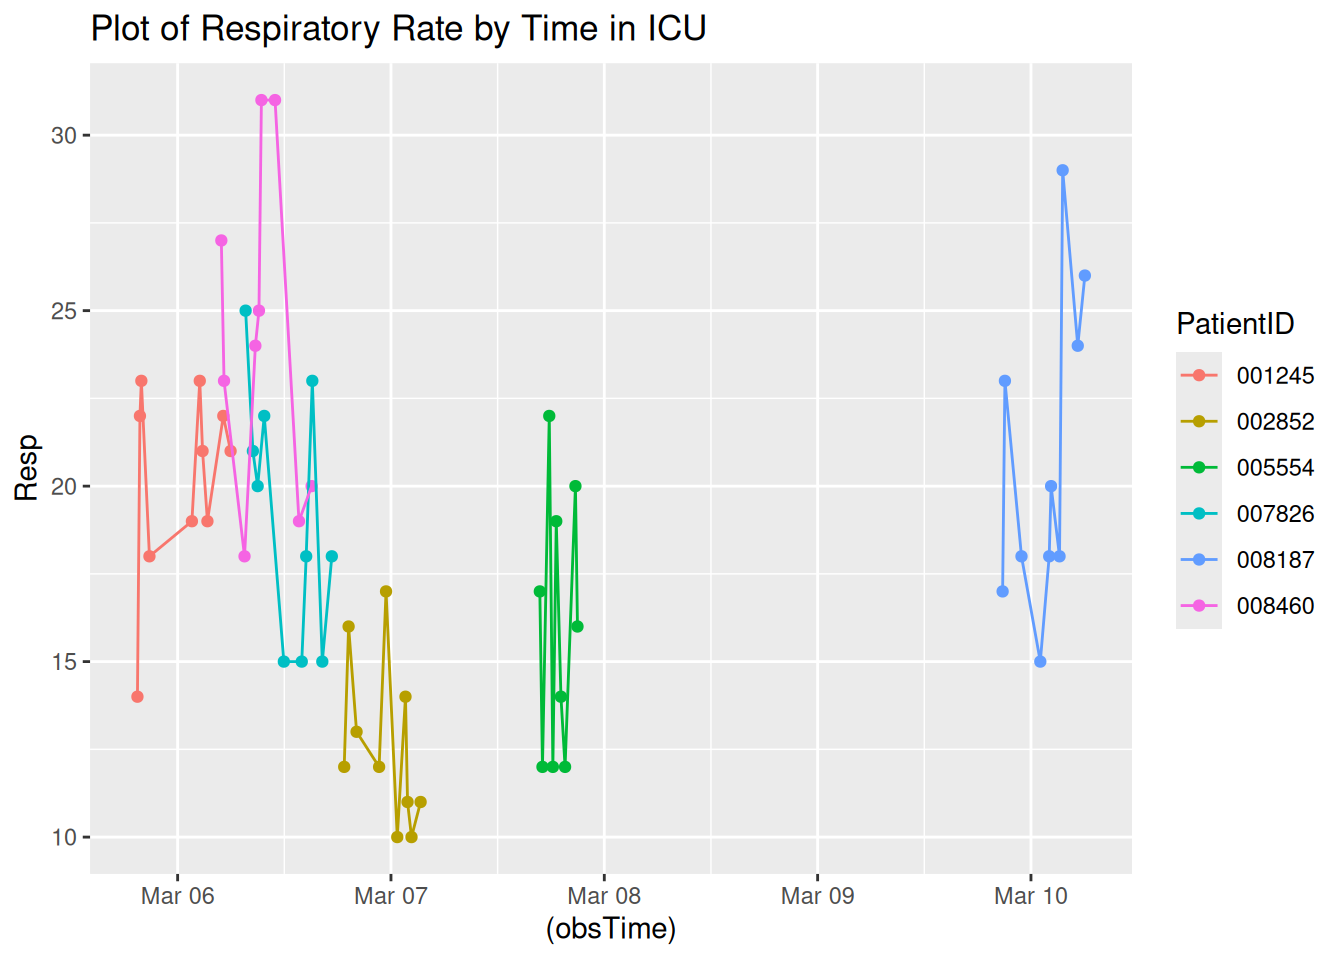 Plot of Respiratory Rate by Time in ICU
Resp
30
25
20
15
10
Mar 06
Mar 07
Mar 08
Mar 09
Mar 10
(obsTime)
PatientID
001245
002852
005554
007826
008187
008460